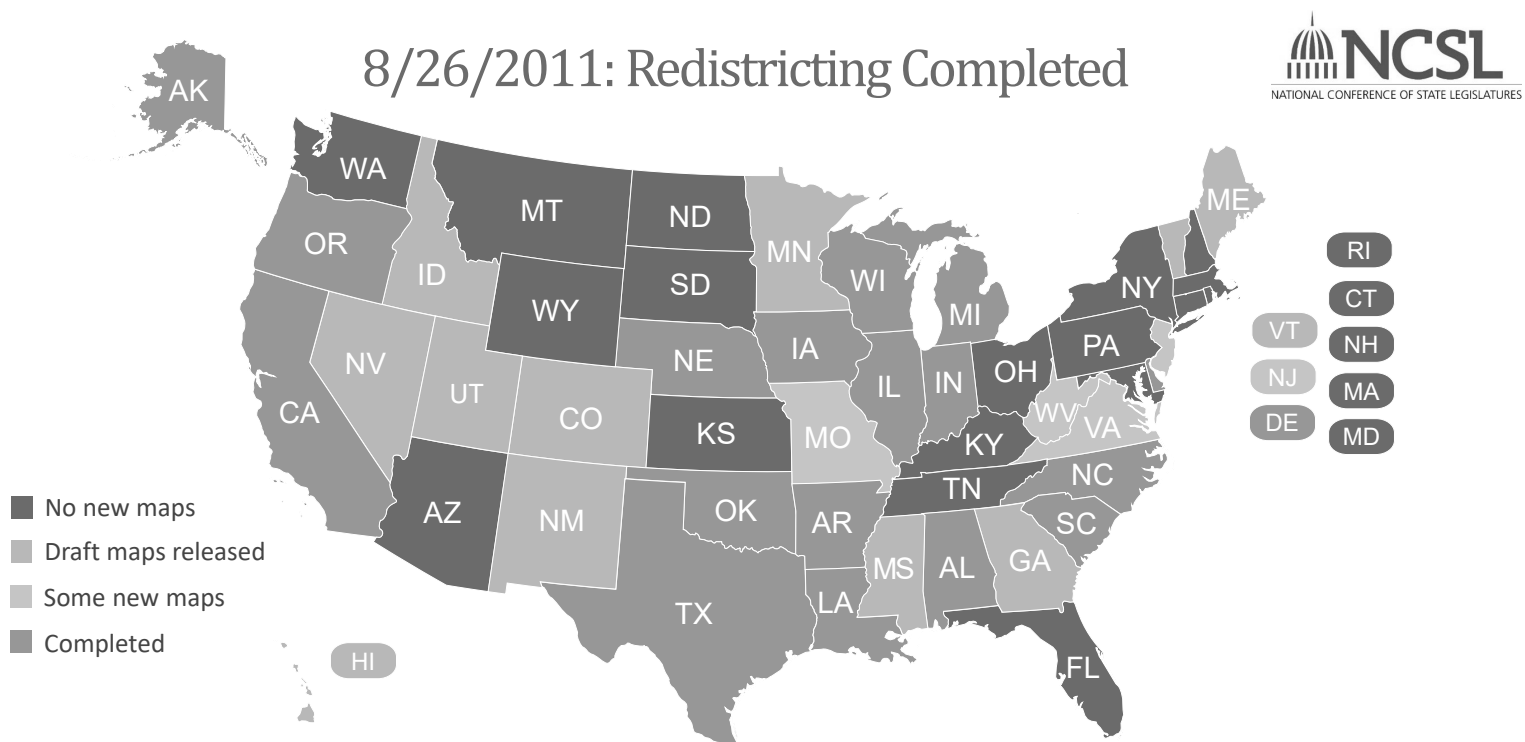 8/26/2011: Redistricting Completed
NCSL
NATIONAL CONFERENCE OF STATE LEGISLATURES
AK
WA
MT
ND
MN
ME
OR
ID
SD
WI
NY
RI
WY
MI
CT
VT
NH
NV
NE
IA
PA
UT
IL
IN
OH
NJ
MA
CA
CO
KS
MO
WV
VA
DE
MD
KY
AZ
NM
OK
AR
TN
NC
SC
No new maps
Draft maps released
MS
AL
GA
Some new maps
TX
LA
Completed
HI
FL